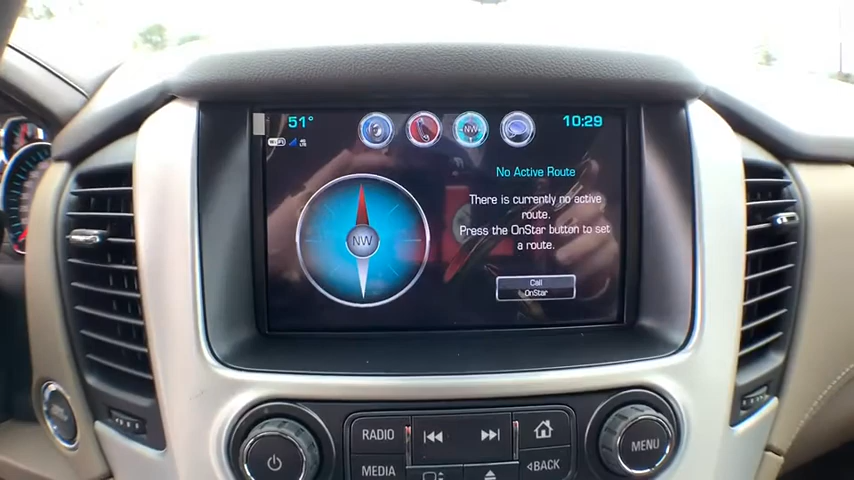 51°
NW
10:29
No Active Route
There is currently no active
route.
Press the OnStar button to set
a route.
NW
Call
OnStar
RADIO
MEDIA
BACK
MENU